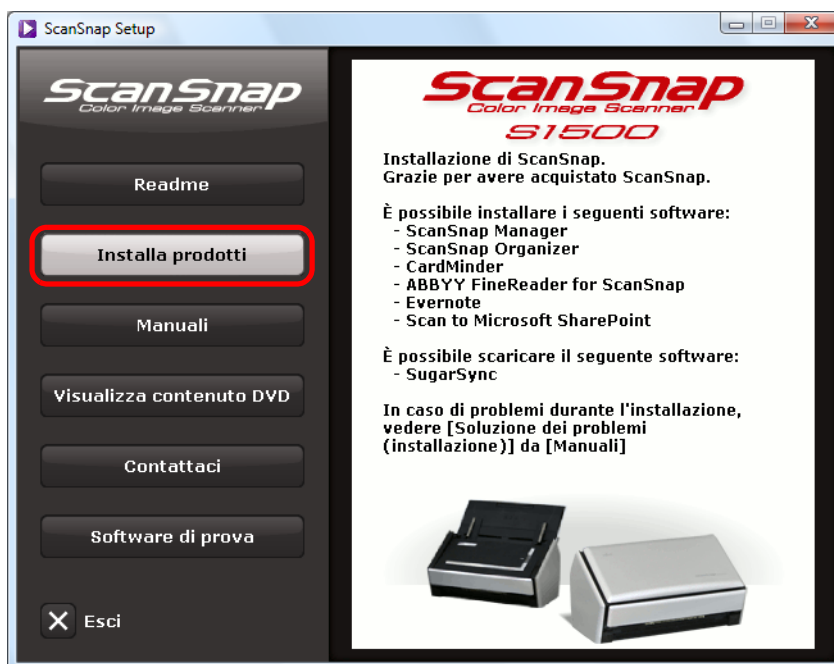 ScanSnap Setup
ScanSnap
Color Image Scanner
Readme
Installa prodotti
Manuali
Visualizza contenuto DVD
Contattaci
Software di prova
Esci
ScanSnap
Color Image Scanner
S1500
Installazione di ScanSnap.
Grazie per avere acquistato ScanSnap.
È possibile installare i seguenti software:
- ScanSnap Manager
- ScanSnap Organizer
- CardMinder
- ABBYY FineReader for ScanSnap
- Evernote
- Scan to Microsoft SharePoint
È possibile scaricare il seguente software:
- SugarSync
In caso di problemi durante l'installazione,
vedere [Soluzione dei problemi
(installazione)] da [Manuali]